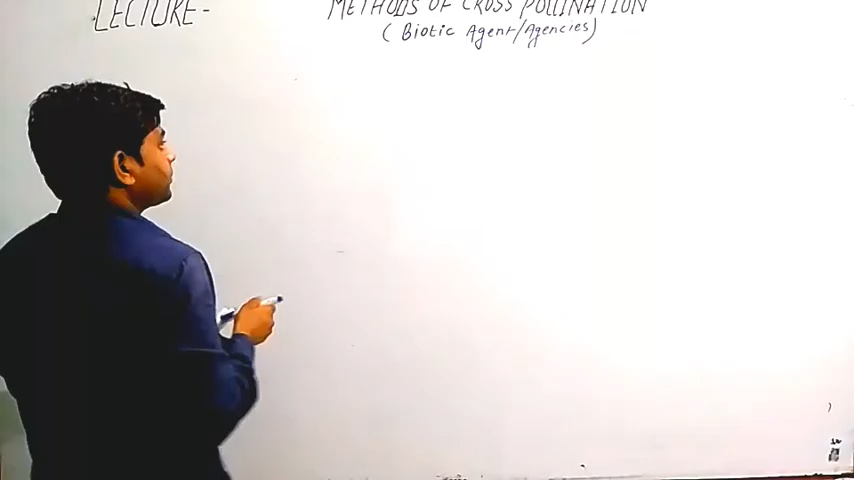 LECTURE- METHODS OF CROSS POLLINATION
(Biotic Agent/Agencies)